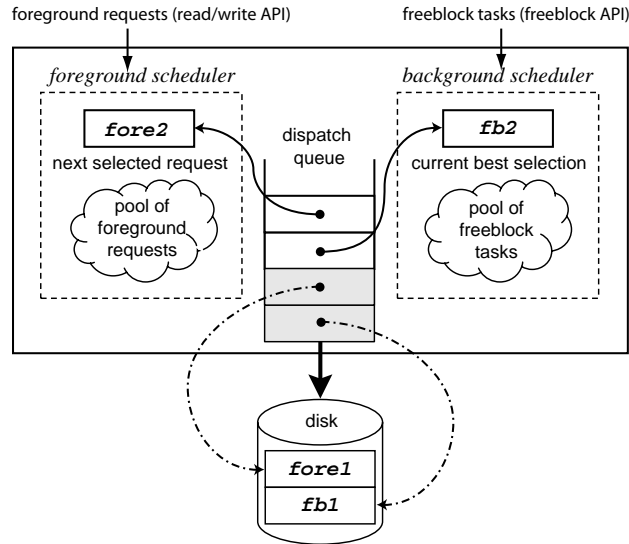 foreground requests (read/write API)
freeblock tasks (freeblock API)
foreground scheduler
background scheduler
fore2
dispatch
queue
fb2
next selected request
current best selection
pool of
foreground
requests
pool of
freeblock
tasks
disk
fore1
fb1